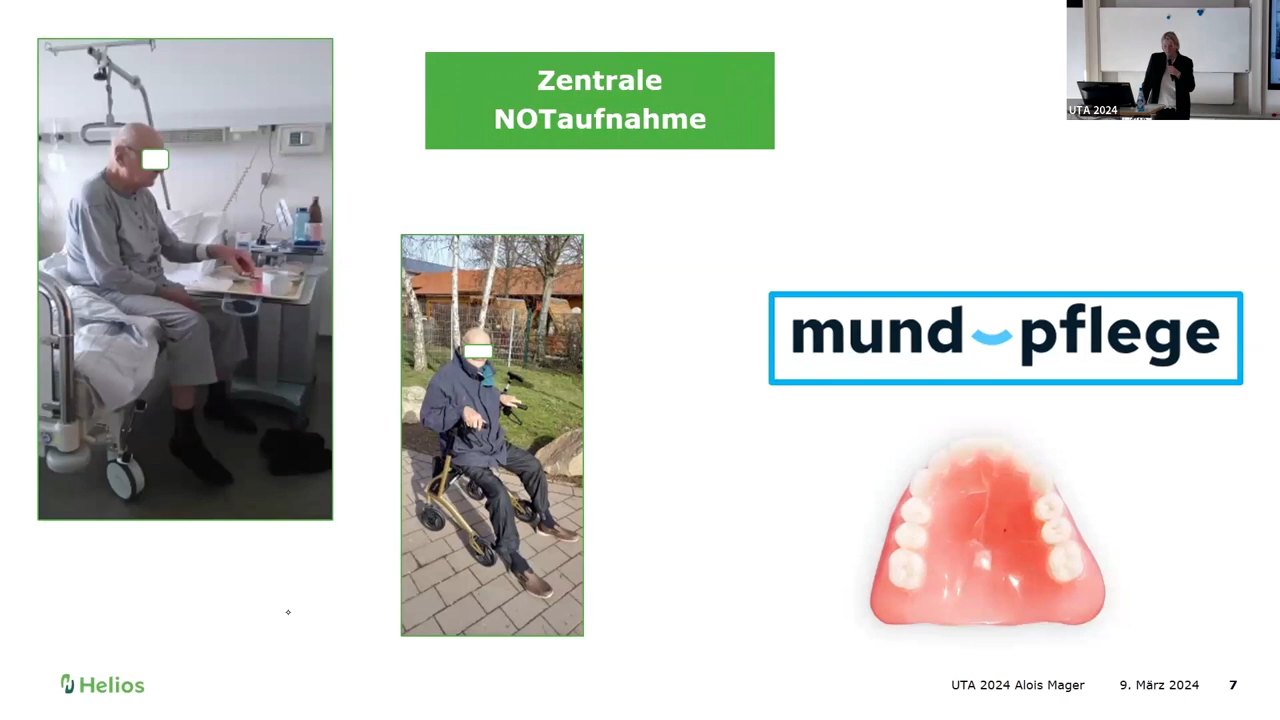 Zentrale
NOTaufnahme
UTA 2024
mund pflege
Helios
UTA 2024 Alois Mager
9. März 2024
7